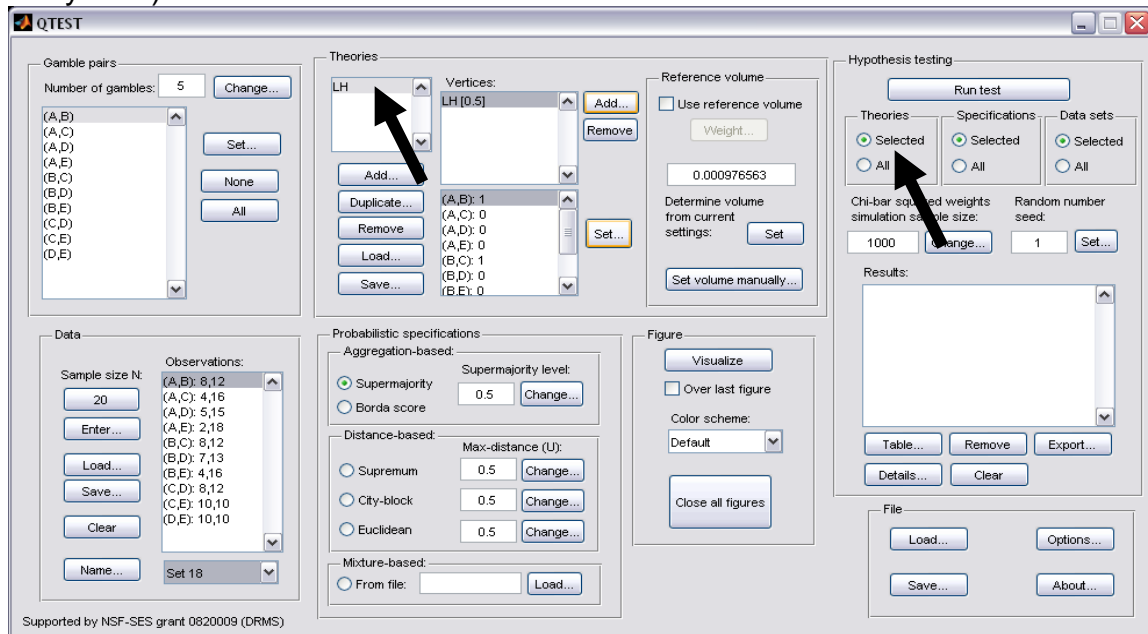 QTEST
Gamble pairs
Number of gambles: 5 Change...
(A,B)
(A,C)
(A,D)
(A,E)
(B,C)
(B,D)
(B,E)
(C,D)
(C,E)
(D,E)
Set...
None
All
Theories
LH
Add...
Duplicate...
Remove
Load...
Save...
Vertices:
LH [0.5]
Add...
Remove
(A,B): 1
(A,C): 0
(A,D): 0
(A,E): 0
(B,C): 1
(B,D): 0
(B,E): 0
Set...
Reference volume
Use reference volume
Weight...
0.000976563
Determine volume
from current
settings: Set
Set volume manually...
Hypothesis testing
Run test
Theories
Selected
All
Specifications
Selected
All
Data sets
Selected
All
Chi-bar squared weights
simulation sample size:
1000
Random number
seed:
1 Set...
Results:
Table... Remove Export...
Details... Clear
Data
Sample size N:
20
Enter...
Load...
Save...
Clear
Name...
Observations:
(A,B): 8,12
(A,C): 4,16
(A,D): 5,15
(A,E): 2,18
(B,C): 8,12
(B,D): 7,13
(B,E): 4,16
(C,D): 8,12
(C,E): 10,10
(D,E): 10,10
Set 18
Probabilistic specifications
Aggregation-based:
Supermajority level:
Supermajority 0.5 Change...
Borda score
Distance-based:
Max-distance (U):
Supremum 0.5 Change...
City-block 0.5 Change...
Euclidean 0.5 Change...
Mixture-based:
From file: Load...
Figure
Visualize
Over last figure
Color scheme:
Default
Close all figures
File
Load... Options...
Save... About...
Supported by NSF-SES grant 0820009 (DRMS)